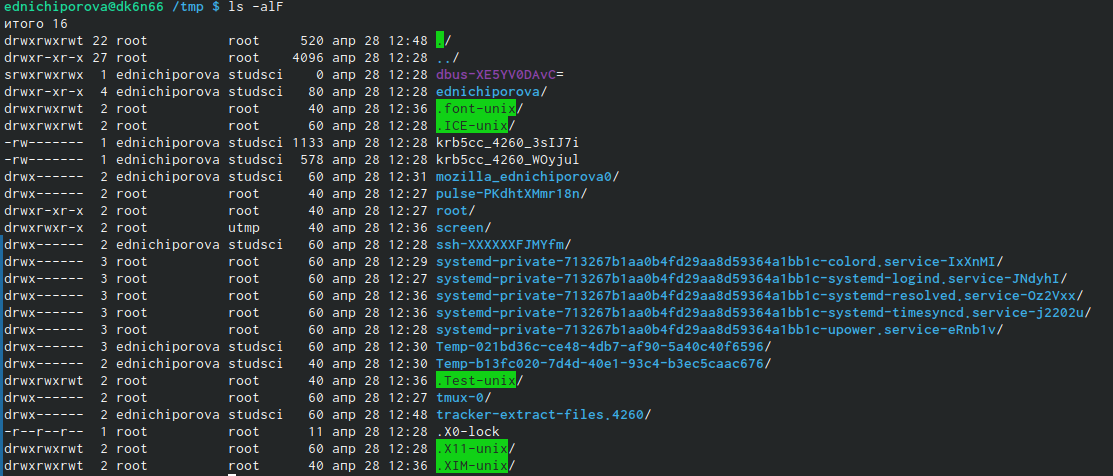 ednichiporova@dk6n66 /tmp $ ls -alF
итого 16
drwxrwxrwt 22 root          root     520 апр 28 12:48 ./
drwxr-xr-x 27 root          root    4096 апр 28 12:28 ../
srwxrwxrwx  1 ednichiporova studsci    0 апр 28 12:28 dbus-XE5YV0DAvC=
drwxr-xr-x  4 ednichiporova studsci   80 апр 28 12:28 ednichiporova/
drwxrwxrwt  2 root          root      40 апр 28 12:36 .font-unix/
drwxrwxrwt  2 root          root      60 апр 28 12:28 .ICE-unix/
-rw-------  1 ednichiporova studsci 1133 апр 28 12:28 krb5cc_4260_3sIJ7i
-rw-------  1 ednichiporova studsci  578 апр 28 12:28 krb5cc_4260_WOyjul
drwx------  2 ednichiporova studsci   60 апр 28 12:31 mozilla_ednichiporova0/
drwx------  2 root          root      40 апр 28 12:27 pulse-PKdhtXMmr18n/
drwxr-xr-x  2 root          root      40 апр 28 12:27 root/
drwxrwxr-x  2 root          utmp      40 апр 28 12:36 screen/
drwx------  2 ednichiporova studsci   60 апр 28 12:28 ssh-XXXXXXFJMYfm/
drwx------  3 root          root      60 апр 28 12:29 systemd-private-713267b1aa0b4fd29aa8d59364a1bb1c-colord.service-IxXnMI/
drwx------  3 root          root      60 апр 28 12:27 systemd-private-713267b1aa0b4fd29aa8d59364a1bb1c-systemd-logind.service-JNdyhI/
drwx------  3 root          root      60 апр 28 12:36 systemd-private-713267b1aa0b4fd29aa8d59364a1bb1c-systemd-resolved.service-Oz2Vxx/
drwx------  3 root          root      60 апр 28 12:36 systemd-private-713267b1aa0b4fd29aa8d59364a1bb1c-systemd-timesyncd.service-j2202u/
drwx------  3 root          root      60 апр 28 12:28 systemd-private-713267b1aa0b4fd29aa8d59364a1bb1c-upower.service-eRnb1v/
drwx------  3 ednichiporova studsci   60 апр 28 12:30 Temp-021bd36c-ce48-4db7-af90-5a40c40f6596/
drwx------  2 ednichiporova studsci   40 апр 28 12:30 Temp-b13fc020-7d4d-40e1-93c4-b3ec5caac676/
drwxrwxrwt  2 root          root      40 апр 28 12:36 .Test-unix/
drwx------  2 root          root      60 апр 28 12:27 tmux-0/
drwx------  2 ednichiporova studsci   60 апр 28 12:48 tracker-extract-files.4260/
-r--r--r--  1 root          root      11 апр 28 12:28 .X0-lock
drwxrwxrwt  2 root          root      60 апр 28 12:28 .X11-unix/
drwxrwxrwt  2 root          root      40 апр 28 12:36 .XIM-unix/